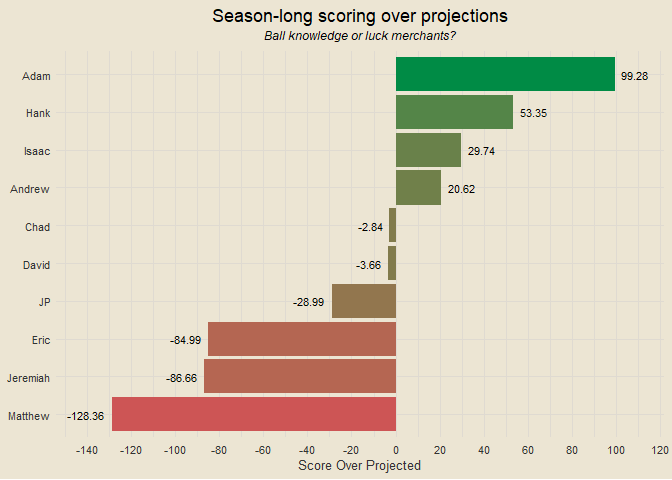 Season-long scoring over projections
Ball knowledge or luck merchants?
Adam 99.28
Hank 53.35
Isaac 29.74
Andrew 20.62
Chad -2.84
David -3.66
JP -28.99
Eric -84.99
Jeremiah -86.66
Matthew -128.36
-140 -120 -100 -80 -60 -40 -20 0 20 40 60 80 100 120
Score Over Projected